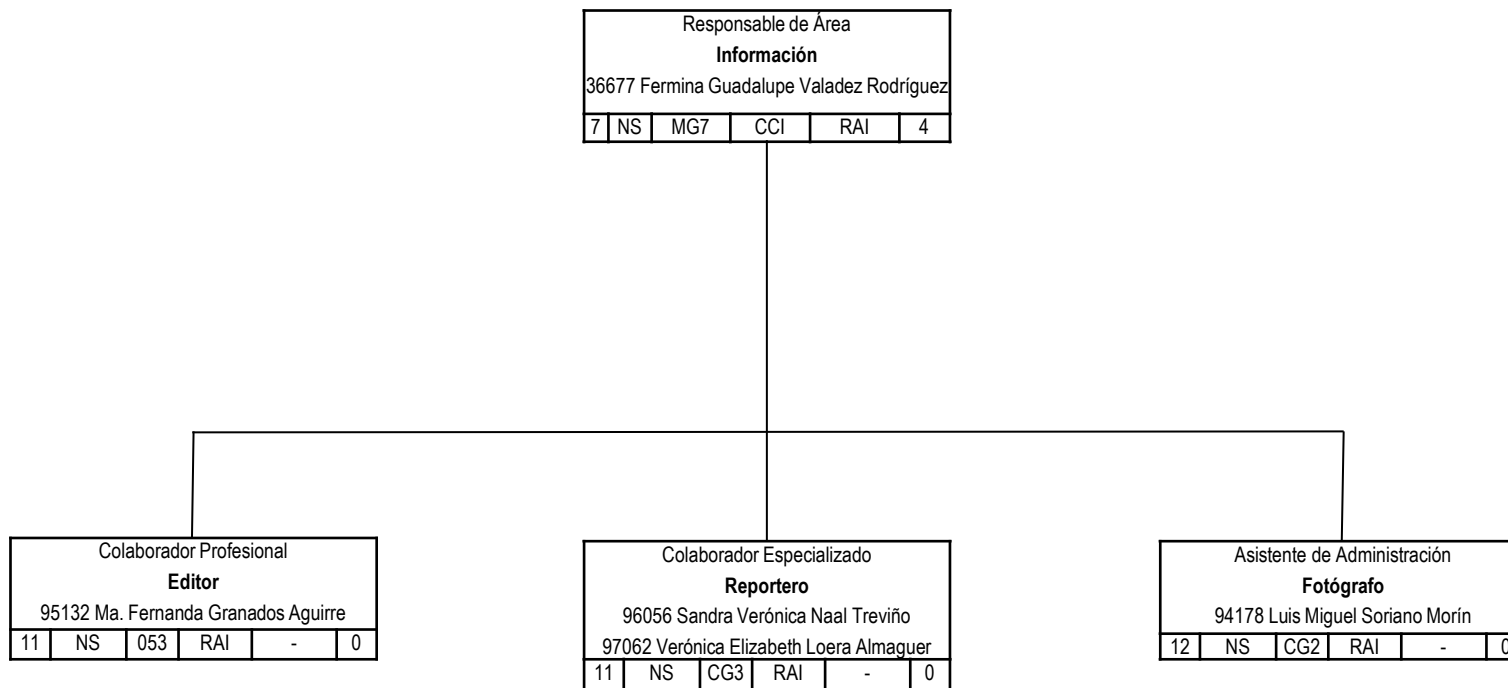 Responsable de Área
Información
36677 Fermina Guadalupe Valadez Rodríguez
7 NS MG7 CCI RAI 4
Colaborador Profesional
Editor
95132 Ma. Fernanda Granados Aguirre
11 NS 053 RAI - 0
Colaborador Especializado
Reportero
96056 Sandra Verónica Naal Treviño
97062 Verónica Elizabeth Loera Almaguer
11 NS CG3 RAI - 0
Asistente de Administración
Fotógrafo
94178 Luis Miguel Soriano Morín
12 NS CG2 RAI - 0